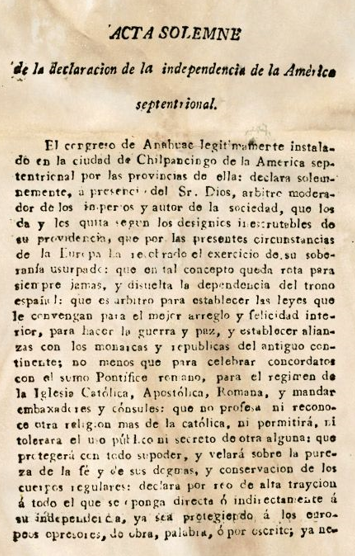 ACTA SOLEMNE
de la declaracion de la independencia de la América
septentrional.
El congreso de Anahuac legitimamente instala-
do en la ciudad de Chilpancingo de la America sep-
tentrional por las provincias de ella: declara solem-
nemente, a presencia del Sr. Dios, arbitro modera-
dor de los imperios y autor de la sociedad, que los
da y los quita segun los designios inescrutables de
su providencia, que por las presentes circunstancias
de la Europa ha recobrado el exercicio de su sobe-
ranía usurpado: que en tal concepto queda rota para
siempre jamas, y disuelta la dependencia del trono
español: que es arbitro para establecer las leyes que
le convengan para el mejor arreglo y felicidad inte-
rior, para hacer la guerra y paz, y establecer alian-
zas con los monarcas y republicas del antiguo con-
tinente; no menos que para celebrar concordatos
con el sumo Pontífice romano, para el regimen de
la Iglesia Católica, Apostólica, Romana, y mandar
embaxadores y cónsules: que no profesa ni recono-
ce otra religion mas de la católica, ni permitirá, ni
tolerara el uso público ni secreto de otra alguna: que
protegerá con todo su poder, y velará sobre la pure-
za de la fé y de sus dogmas, y conservacion de los
cuerpos regulares: declara por reo de alta traycion
á todo el que se oponga directa ó indirectamente á
su independencia, ya sea protegiendo á los euro-
peos opresores, de obra, palabra, ó por escrito; ya ne-